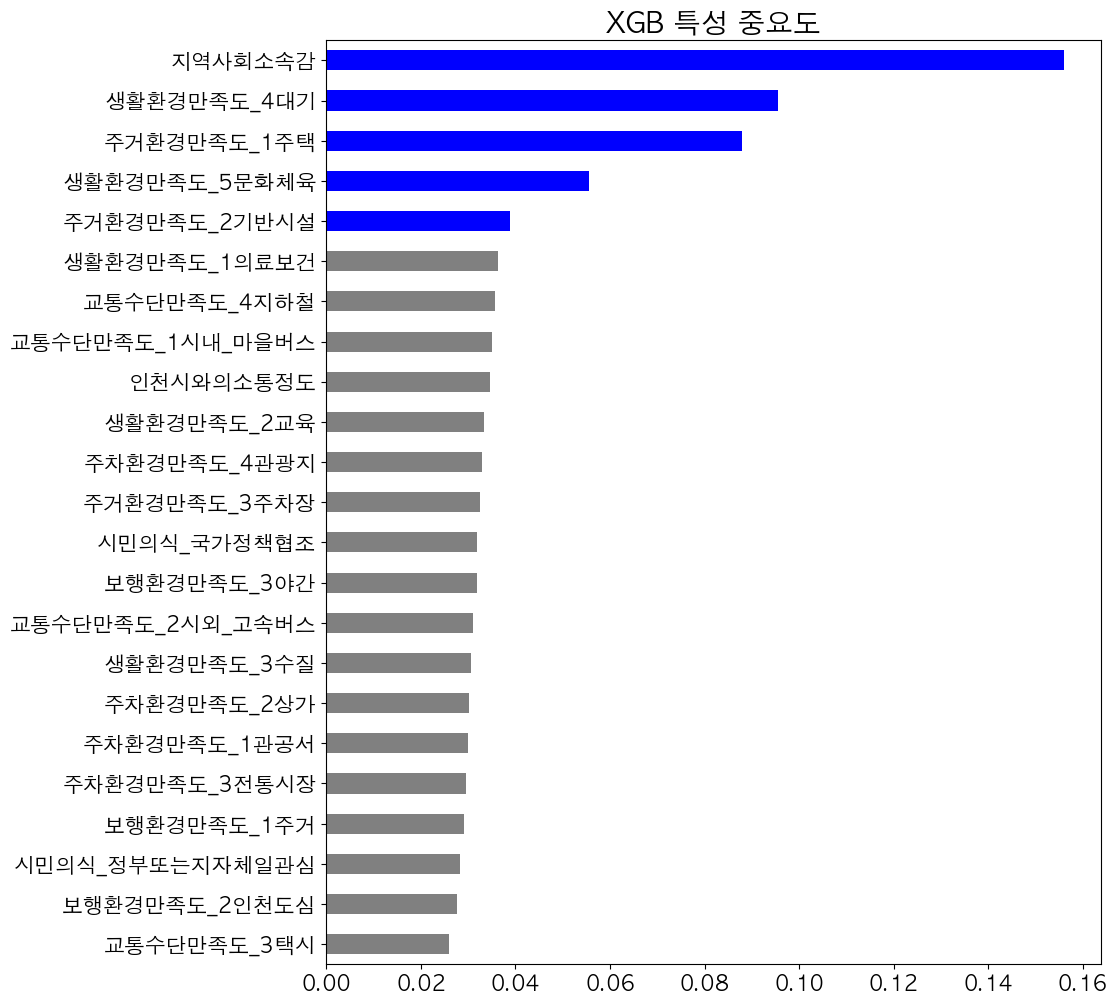 XGB 특성 중요도
지역사회소속감
생활환경만족도_4대기
주거환경만족도_1주택
생활환경만족도_5문화체육
주거환경만족도_2기반시설
생활환경만족도_1의료보건
교통수단만족도_4지하철
교통수단만족도_1시내_마을버스
인천시와의소통정도
생활환경만족도_2교육
주차환경만족도_4관광지
주거환경만족도_3주차장
시민의식_국가정책협조
보행환경만족도_3야간
교통수단만족도_2시외_고속버스
생활환경만족도_3수질
주차환경만족도_2상가
주차환경만족도_1관공서
주차환경만족도_3전통시장
보행환경만족도_1주거
시민의식_정부또는지자체일관심
보행환경만족도_2인천도심
교통수단만족도_3택시
0.00 0.02 0.04 0.06 0.08 0.10 0.12 0.14 0.16